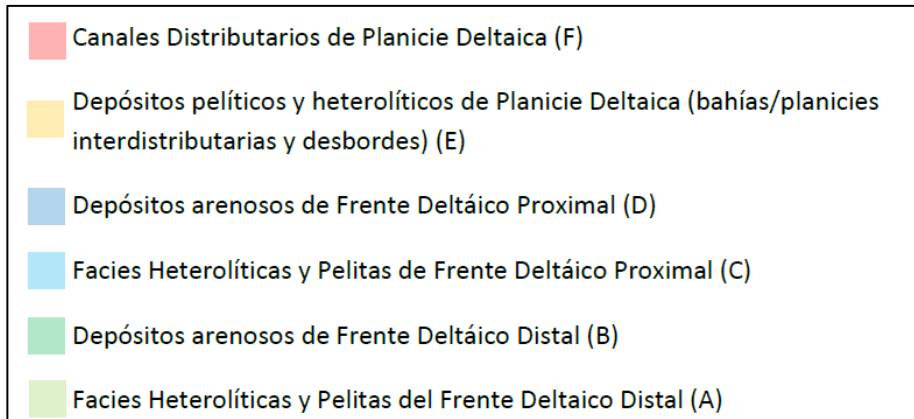 Canales Distributarios de Planicie Deltaica (F)
Depósitos pelíticos y heterolíticos de Planicie Deltaica (bahías/planicies
interdistributarias y desbordes) (E)
Depósitos arenosos de Frente Deltáico Proximal (D)
Facies Heterolíticas y Pelitas de Frente Deltáico Proximal (C)
Depósitos arenosos de Frente Deltáico Distal (B)
Facies Heterolíticas y Pelitas del Frente Deltaico Distal (A)